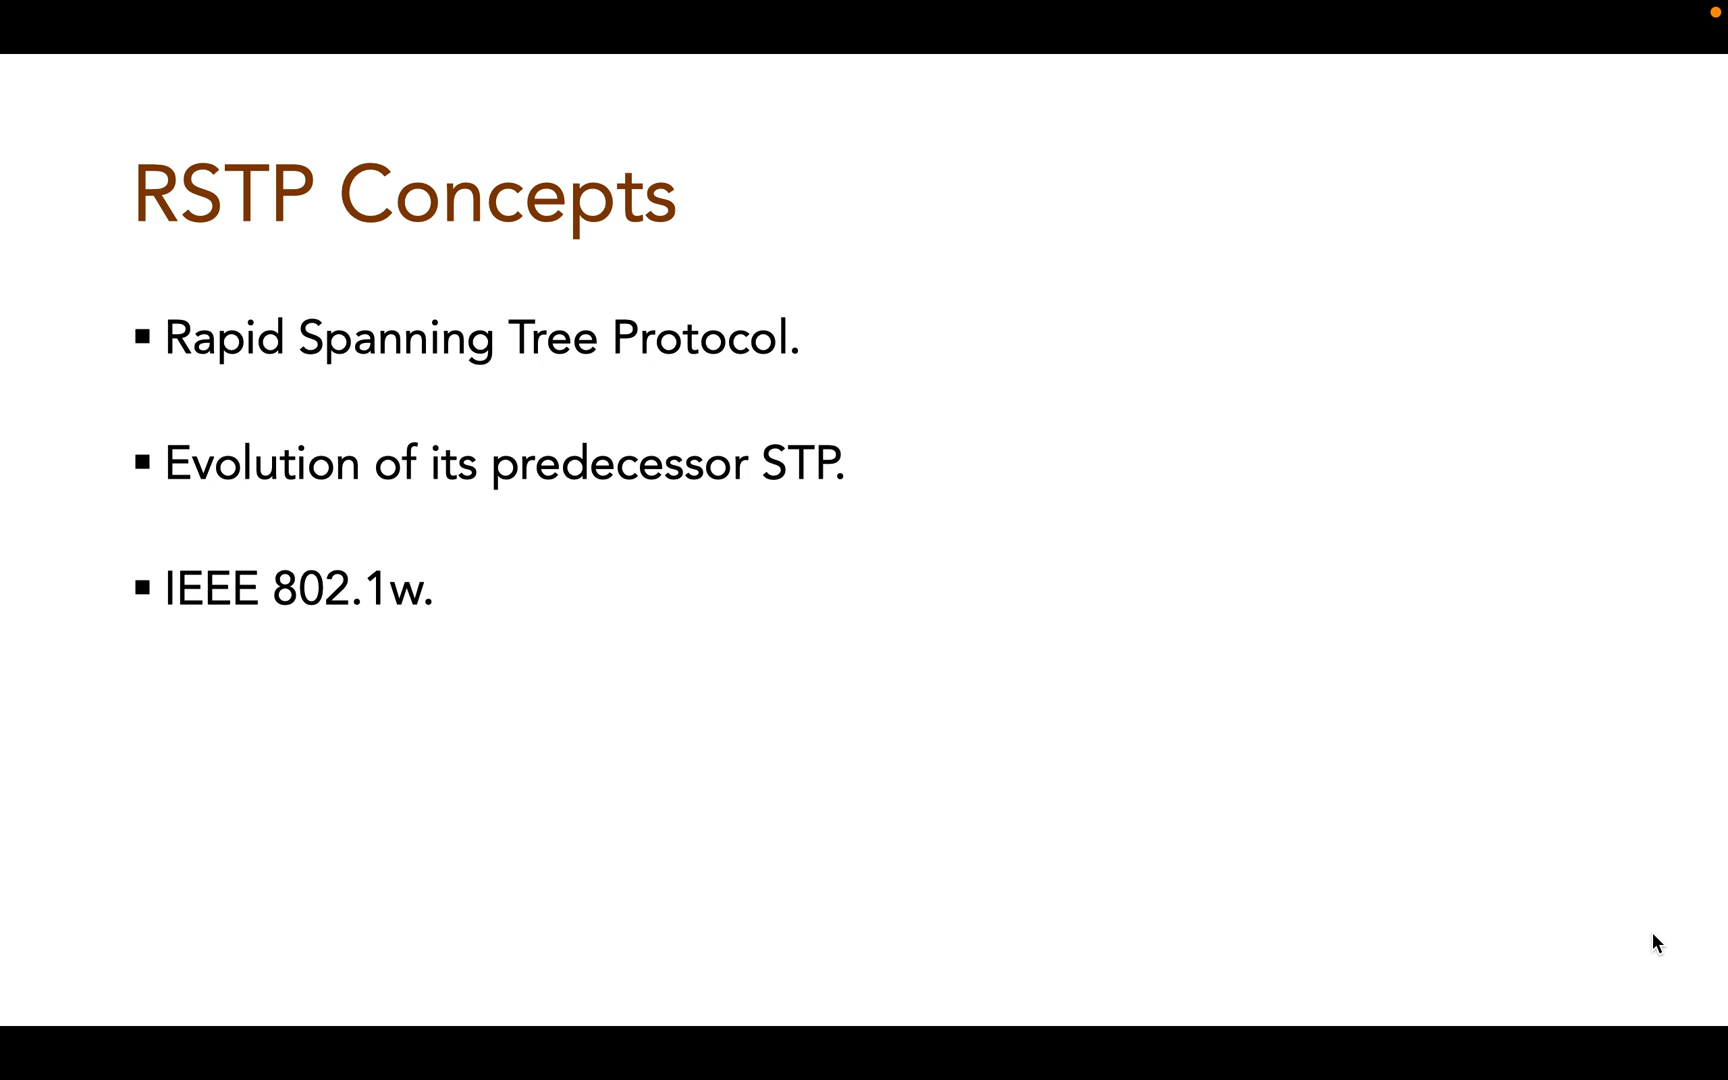 RSTP Concepts
▪ Rapid Spanning Tree Protocol.
▪ Evolution of its predecessor STP.
▪ IEEE 802.1w.